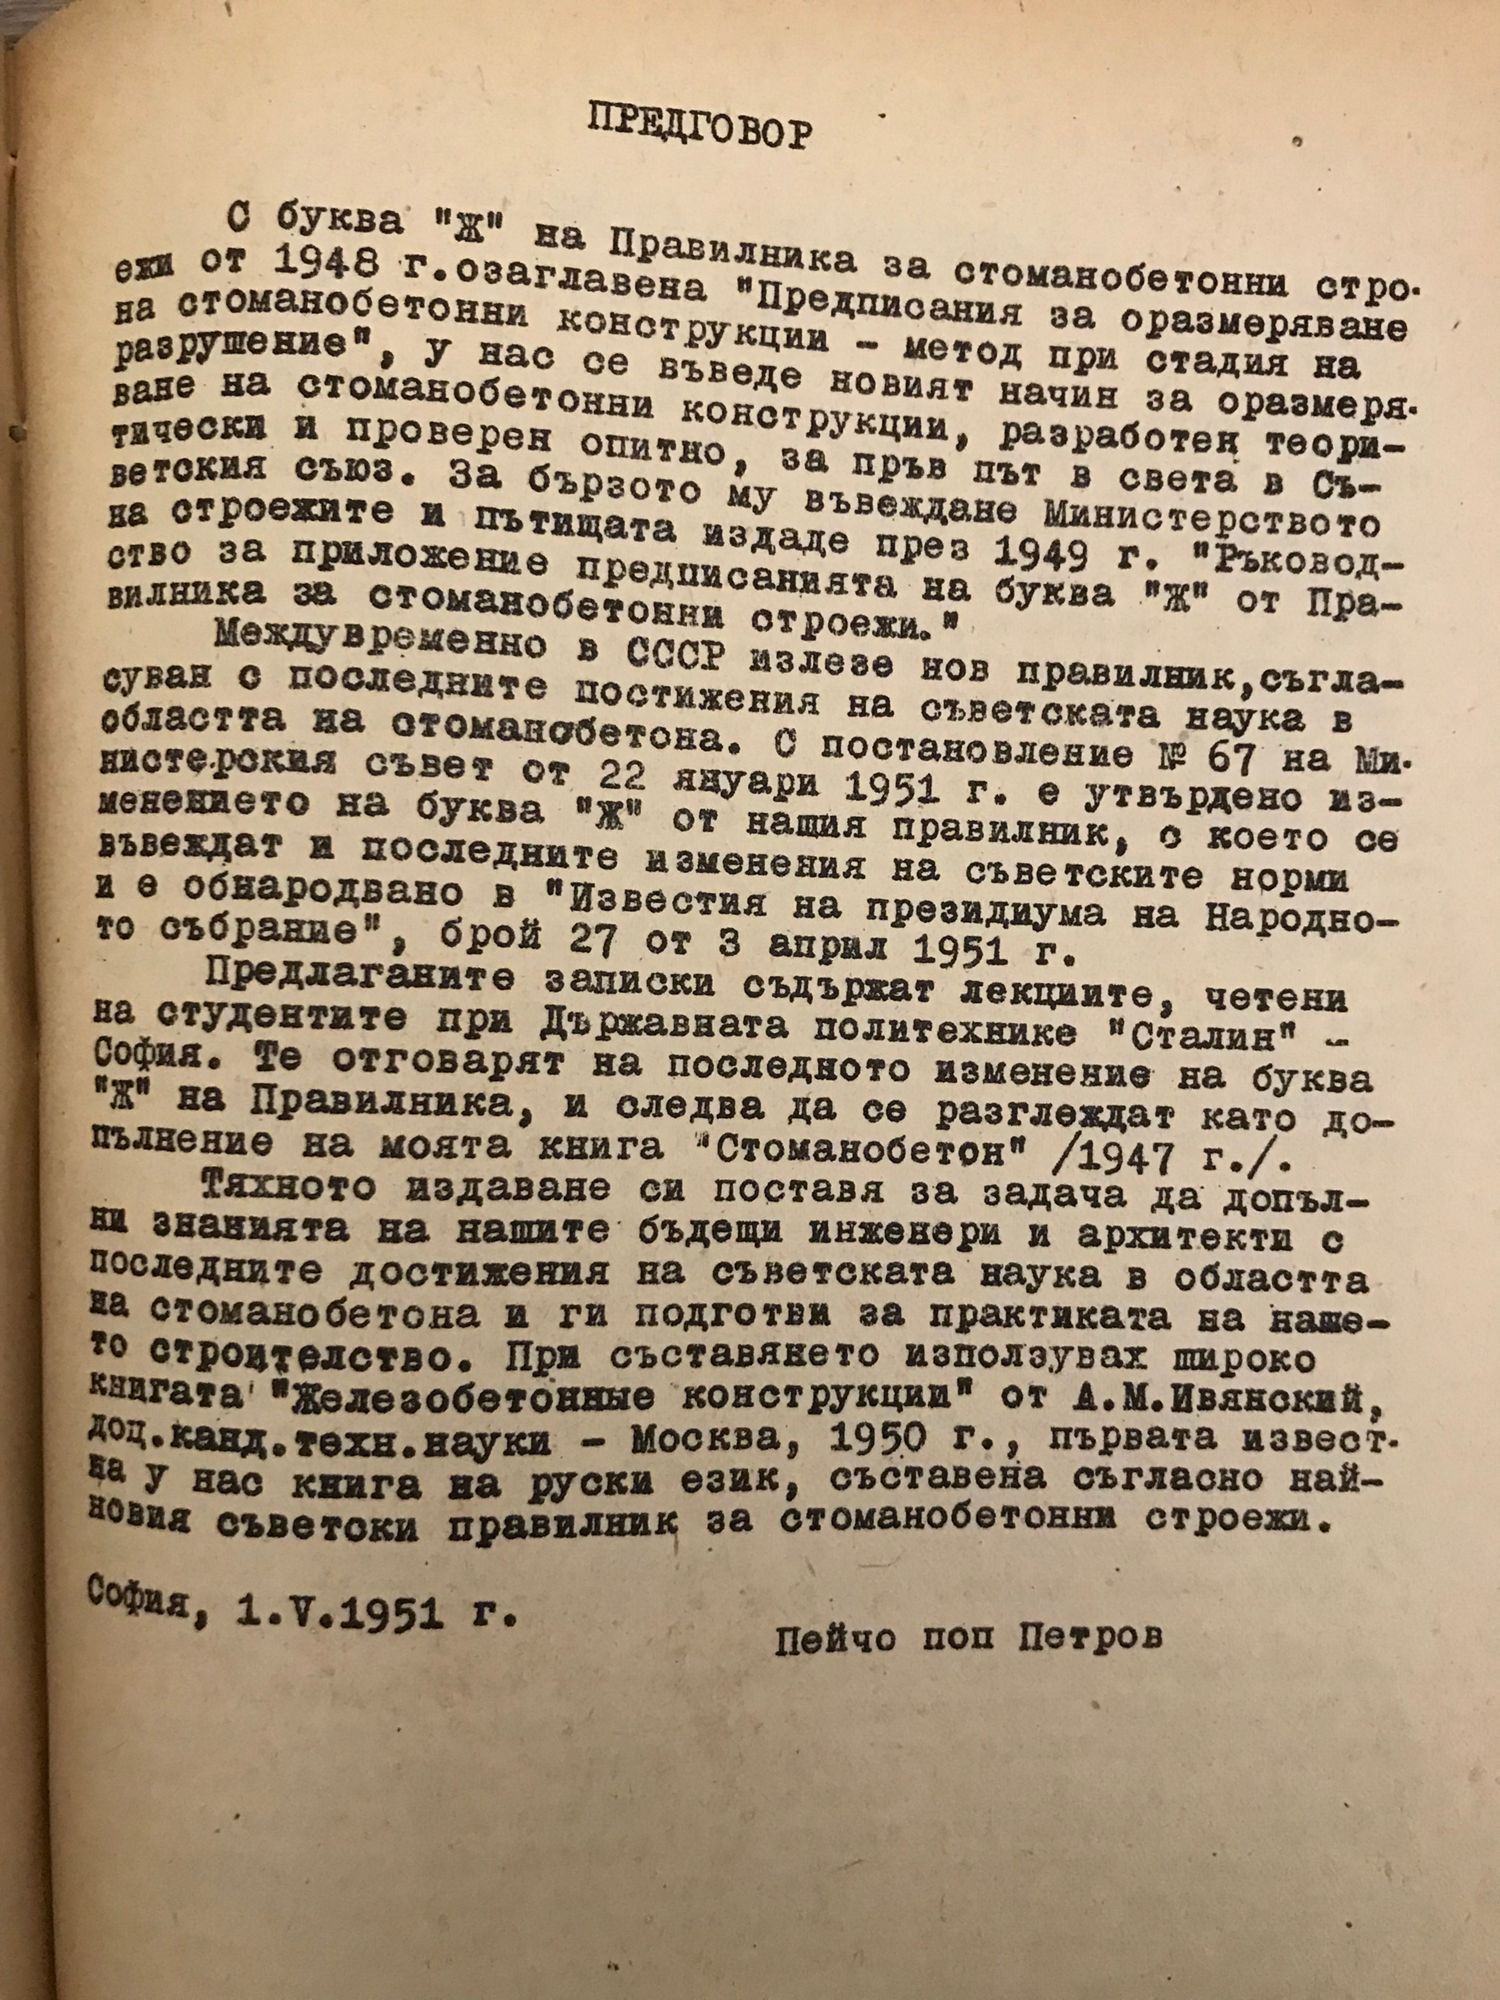 ПРЕДГОВОР
С буква "Ж" на Правилника за стоманобетонни стро-
ежи от 1948 г.озаглавена "Предписания за оразмеряване
на стоманобетонни конструкции - метод при стадия на
разрушение", у нас се въведе новият начин за оразмеря-
ване на стоманобетонни конструкции, разработен теори-
тически и проверен опитно, за пръв път в света в Съ-
ветския съюз. За бързото му въвеждане Министерството
на строежите и пътищата издаде през 1949 г. "Ръковод-
ство за приложение предписанията на буква "Ж" от Пра-
вилника за стоманобетонни строежи."
Междувременно в СССР излезе нов правилник,съгла-
суван с последните постижения на съветската наука в
областта на стоманобетона. С постановление № 67 на Ми-
нистерския съвет от 22 януари 1951 г. е утвърдено из-
менението на буква "Ж" от нашия правилник, с което се
въвеждат и последните изменения на съветските норми
и е обнародвано в "Известия на президиума на Народно-
то събрание", брой 27 от 3 април 1951 г.
Предлаганите записки съдържат лекциите, четени
на студентите при Държавната политехнике "Сталин" -
София. Те отговарят на последното изменение на буква
"Ж" на Правилника, и следва да се разглеждат като до-
пълнение на моята книга "Стоманобетон" /1947 г./.
Тяхното издаване си поставя за задача да допъл-
ни знанията на нашите бъдещи инженери и архитекти с
последните достижения на съветската наука в областта
на стоманобетона и ги подготви за практиката на наше-
то строителство. При съставянето използувах широко
книгата "Железобетонные конструкции" от А.М.Ивянский,
доц.канд.техн.науки - Москва, 1950 г., първата извест-
на у нас книга на руски език, съставена съгласно най-
новия съветски правилник за стоманобетонни строежи.
София, 1.V.1951 г.
Пейчо поп Петров